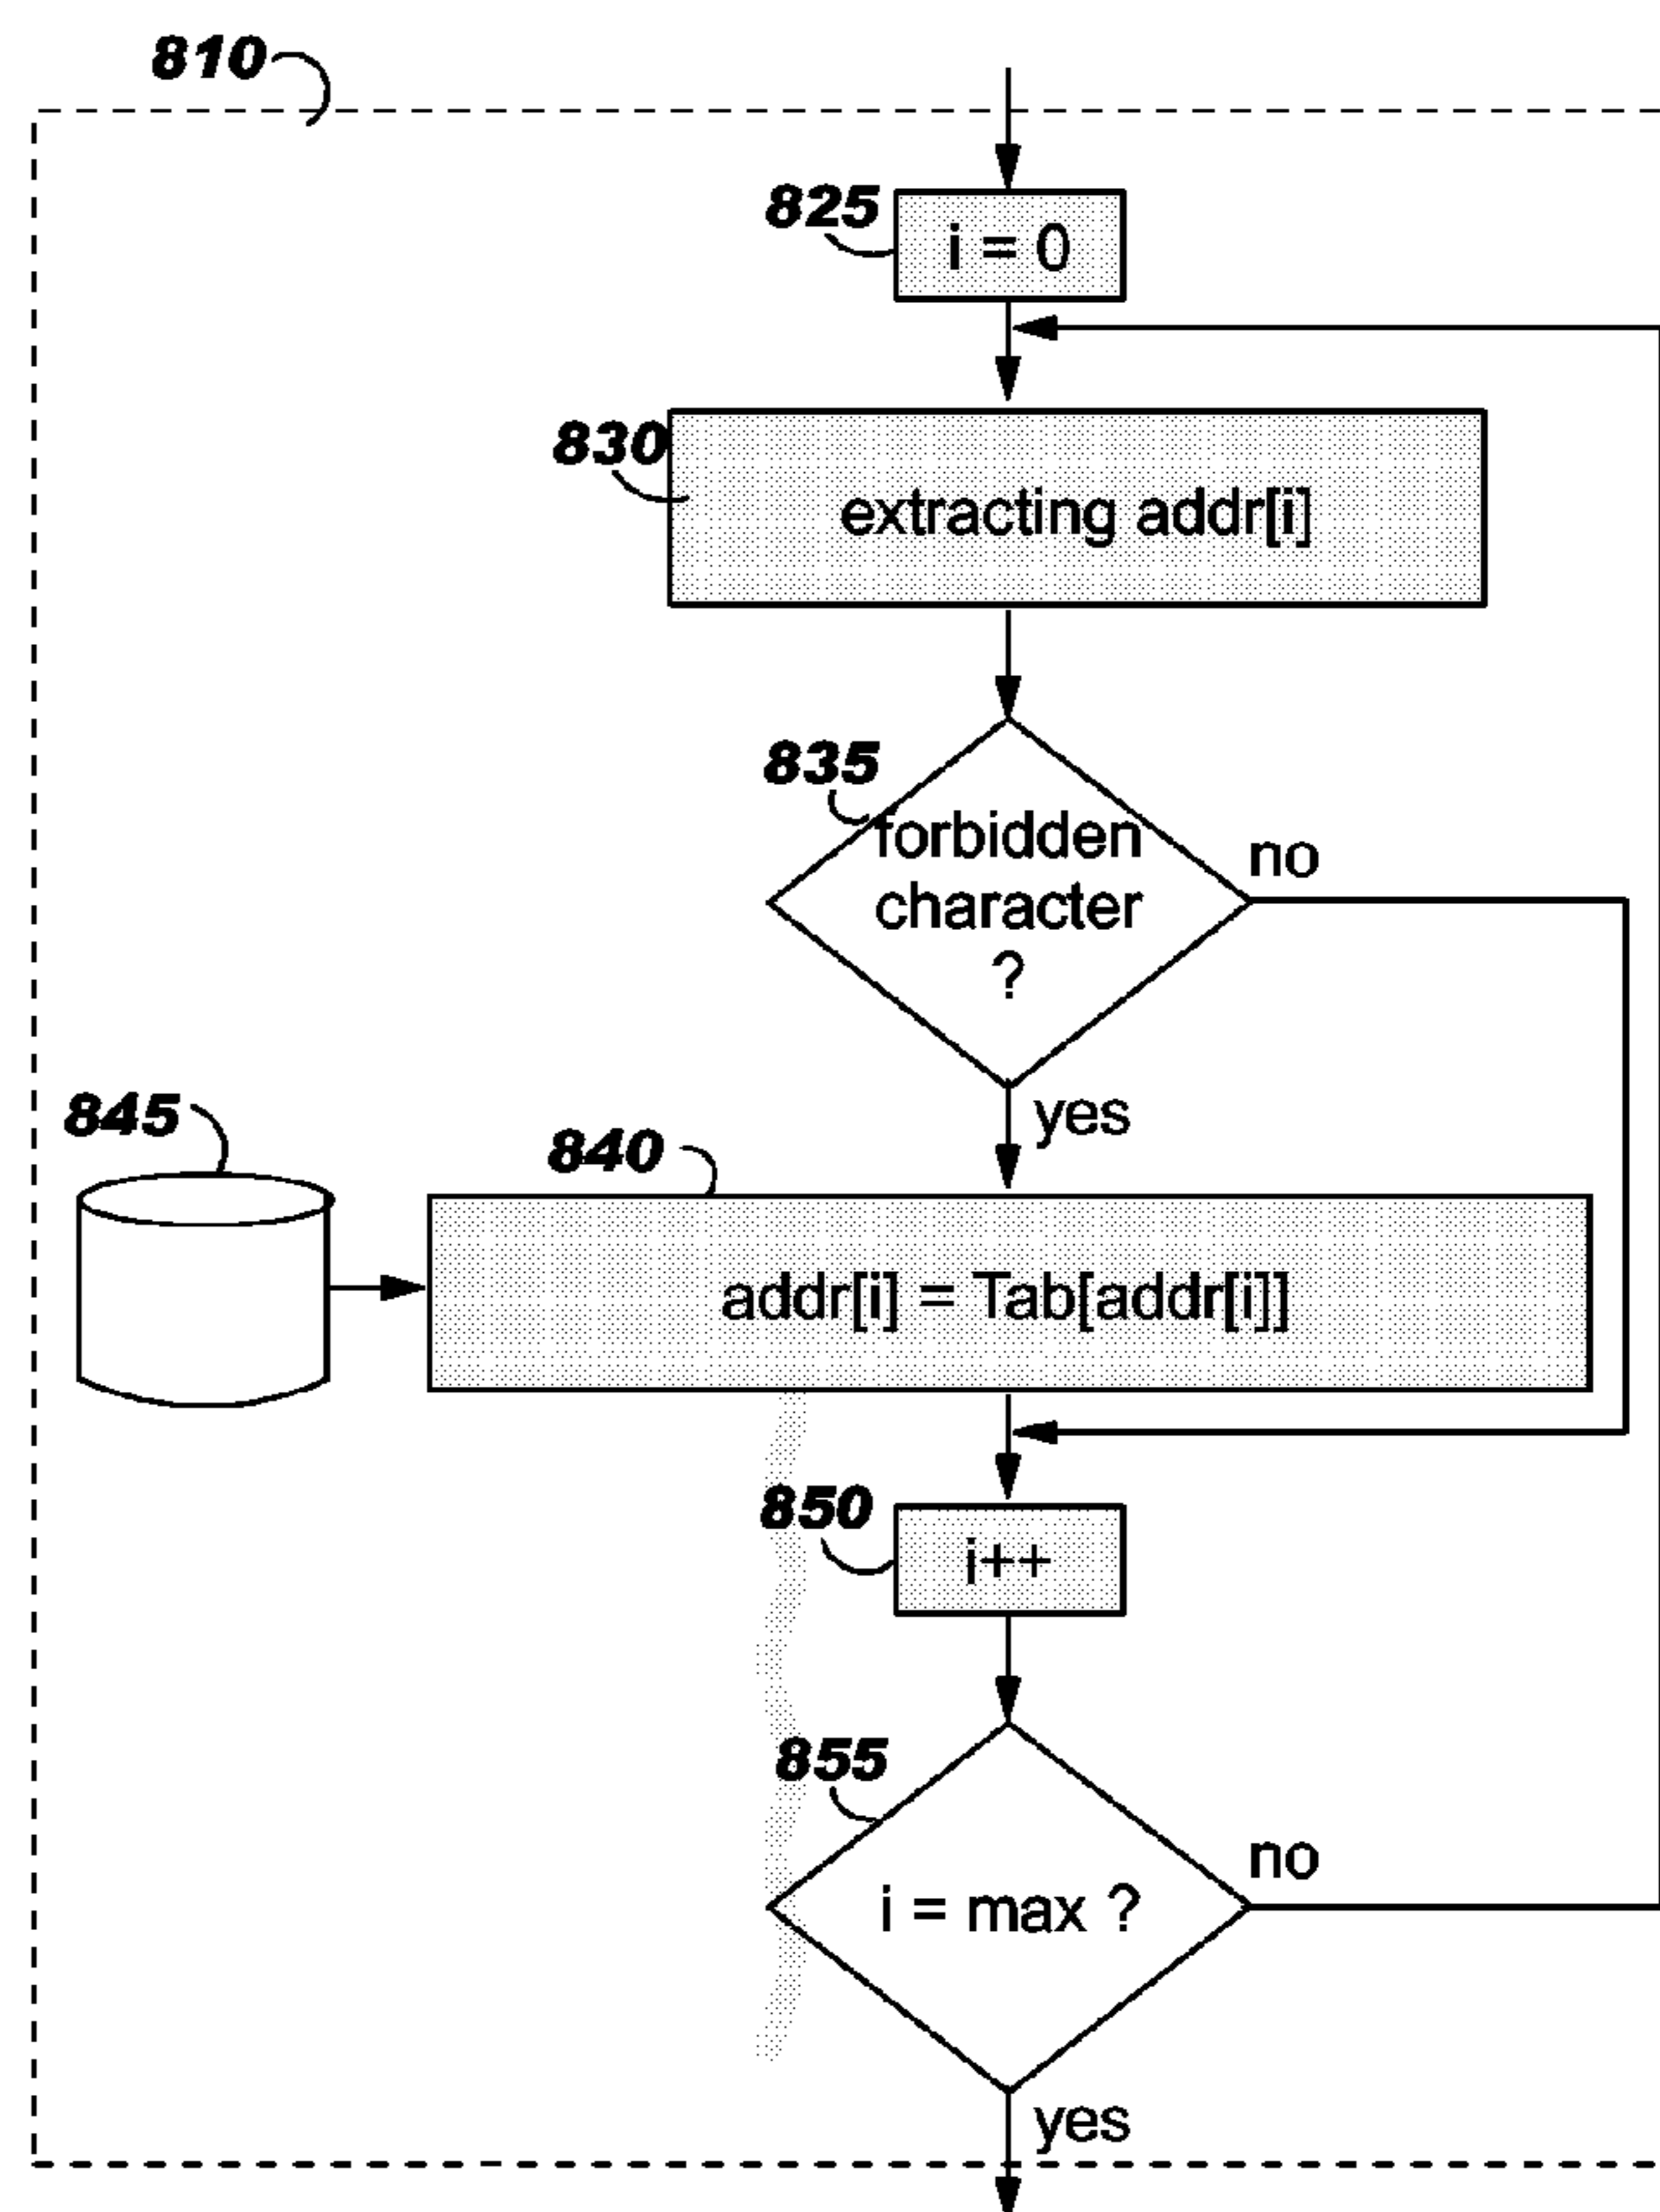 810
825
i = 0
830
extracting addr[i]
835
forbidden
character
?
no
yes
845
840
addr[i] = Tab[addr[i]]
850
i++
855
i = max ?
no
yes